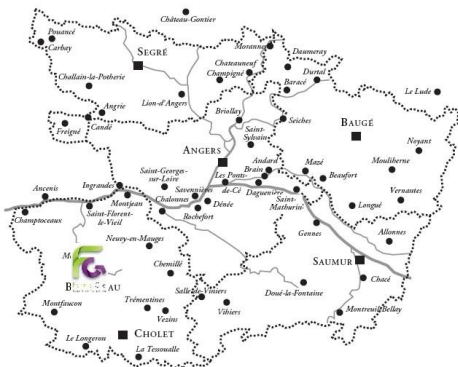 Château-Gontier
Pouancé
Carbay
SEGRÉ
Morannes
Daumeray
Chateauneuf
Champigné
Durtal
Baracé
Challain-la-Potherie
Lion-d'Angers
Le Lude
Angrie
Candé
Freigné
Briollay
Seiches
BAUGÉ
Saint-
Sylvain
Noyant
ANGERS
Andard
Brain
Mazé
Mouliherne
Saint-Georges-
sur-Loire
Les Ponts-
de-Cé
Beaufort
Ancenis
Ingrandes
Savennières
Daguenière
Vernantes
Champtoceaux
Montjean
Chalonnes
Dénée
Saint-
Mathurin
Longué
Saint-Florent-
le-Vieil
Rochefort
Gennes
Allonnes
Neuvy-en-Mauges
FG
SAUMUR
Chemillé
Chacé
Salle-de-Vihiers
Doué-la-Fontaine
Montfaucon
Trémentines
Vezins
Vihiers
Montreuil-Bellay
CHOLET
Le Longeron
La Tessoualle